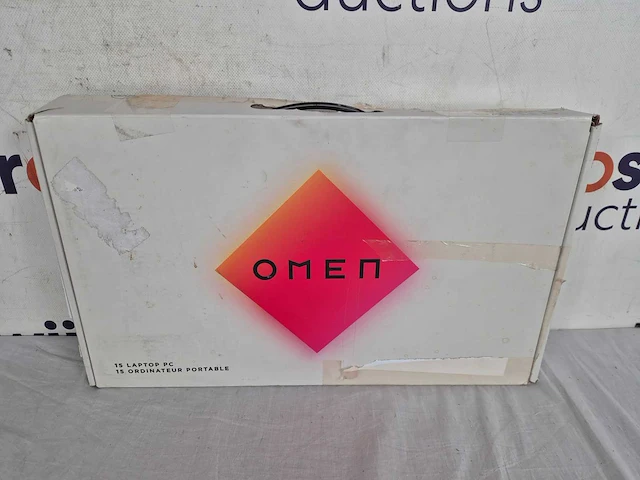 auctions
OMEN
15 LAPTOP PC
15 ORDINATEUR PORTABLE